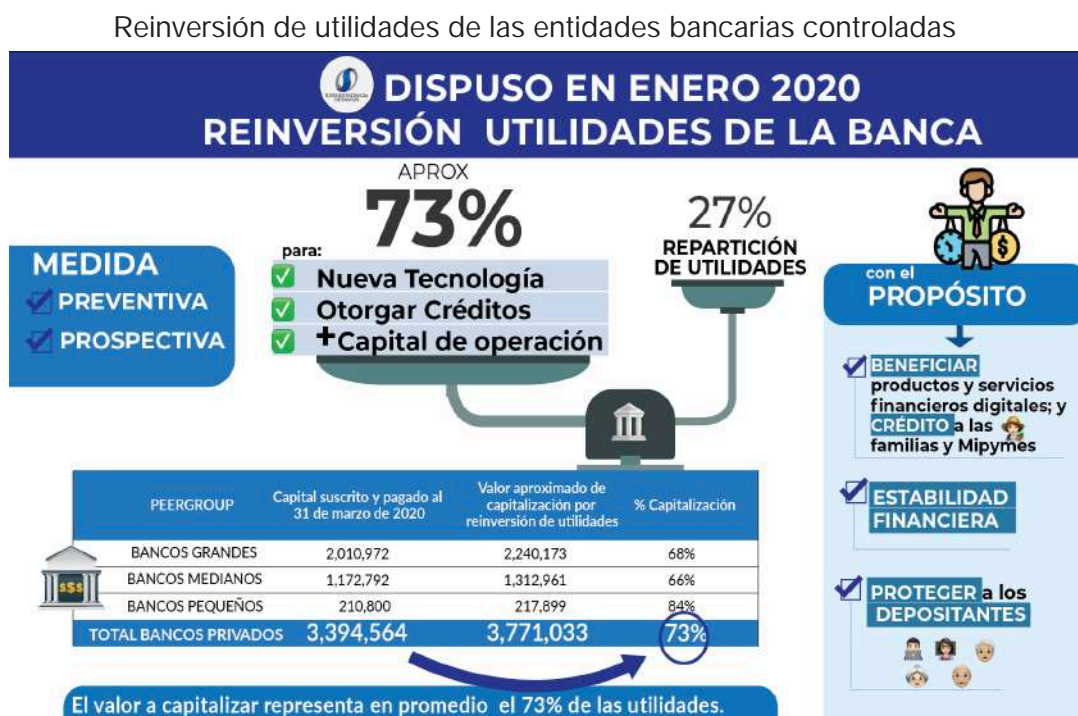 Reinversión de utilidades de las entidades bancarias controladas
DISPUSO EN ENERO 2020
REINVERSIÓN UTILIDADES DE LA BANCA
MEDIDA
PREVENTIVA
PROSPECTIVA
APROX
73%
para:
Nueva Tecnología
Otorgar Créditos
+Capital de operación
27%
REPARTICIÓN
DE UTILIDADES
con el
PROPÓSITO
BENEFICIAR
productos y servicios
financieros digitales; y
CRÉDITO a las
familias y Mipymes
ESTABILIDAD
FINANCIERA
PROTEGER a los
DEPOSITANTES
PEERGROUP Capital suscrito y pagado al 31 de marzo de 2020 Valor aproximado de capitalización por reinversión de utilidades % Capitalización
$$$
BANCOS GRANDES 2,010,972 2,240,173 68%
BANCOS MEDIANOS 1,172,792 1,312,961 66%
BANCOS PEQUEÑOS 210,800 217,899 84%
TOTAL BANCOS PRIVADOS 3,394,564 3,771,033 73%
El valor a capitalizar representa en promedio el 73% de las utilidades.